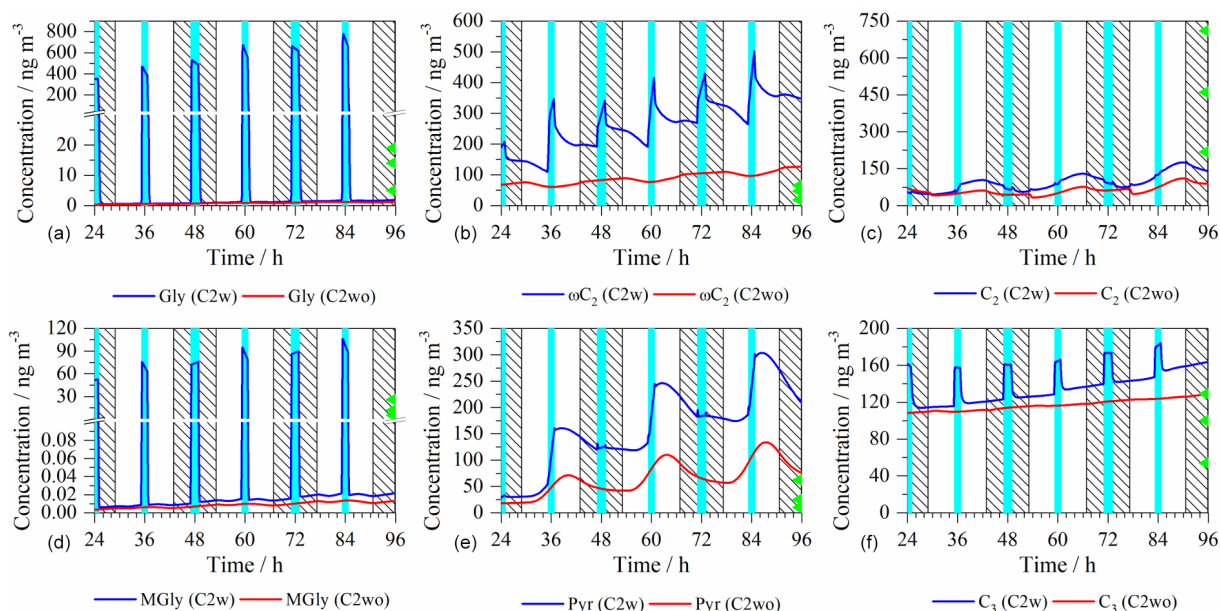 Concentration / ng m⁻³
800
600
400
200
20
10
0
(a)
24 36 48 60 72 84 96
Time / h
Gly (C2w) Gly (C2wo)
Concentration / ng m⁻³
600
500
400
300
200
100
0
(b)
24 36 48 60 72 84 96
Time / h
ωC₂ (C2w) ωC₂ (C2wo)
Concentration / ng m⁻³
750
600
450
300
150
0
(c)
24 36 48 60 72 84 96
Time / h
C₂ (C2w) C₂ (C2wo)
Concentration / ng m⁻³
120
90
60
30
0.08
0.06
0.04
0.02
0.00
(d)
24 36 48 60 72 84 96
Time / h
MGly (C2w) MGly (C2wo)
Concentration / ng m⁻³
350
300
250
200
150
100
50
0
(e)
24 36 48 60 72 84 96
Time / h
Pyr (C2w) Pyr (C2wo)
Concentration / ng m⁻³
200
160
120
80
40
0
(f)
24 36 48 60 72 84 96
Time / h
C₃ (C2w) C₃ (C2wo)